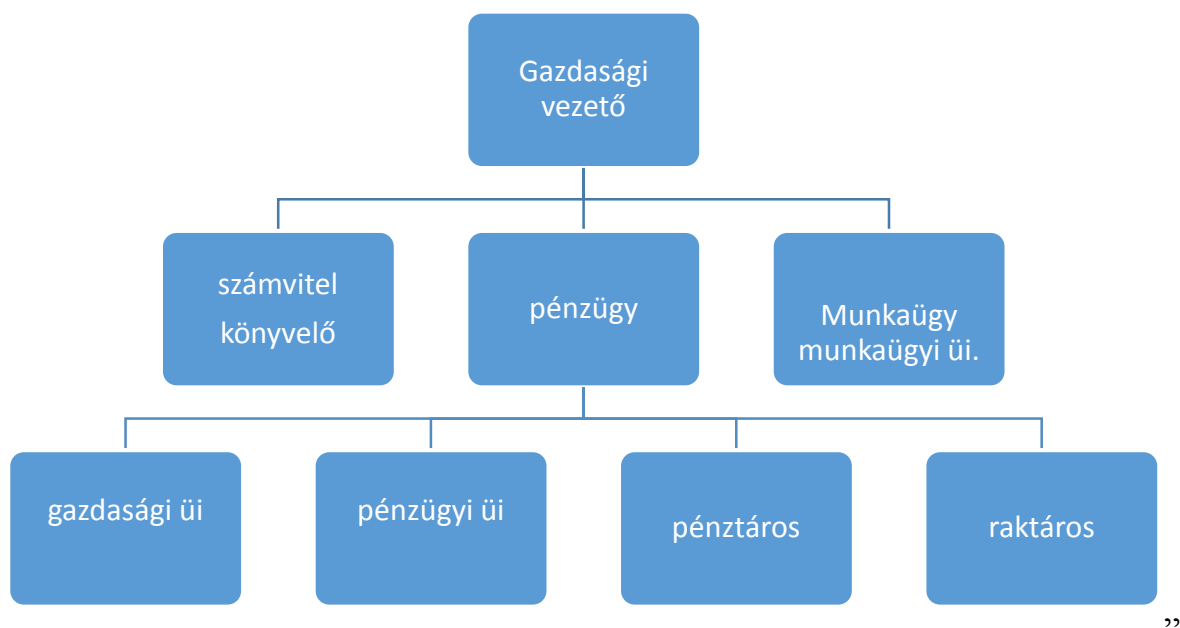 Gazdasági
vezető
számvitel
könyvelő
pénzügy
Munkaügy
munkaügyi üi.
gazdasági üi
pénzügyi üi
pénztáros
raktáros
”